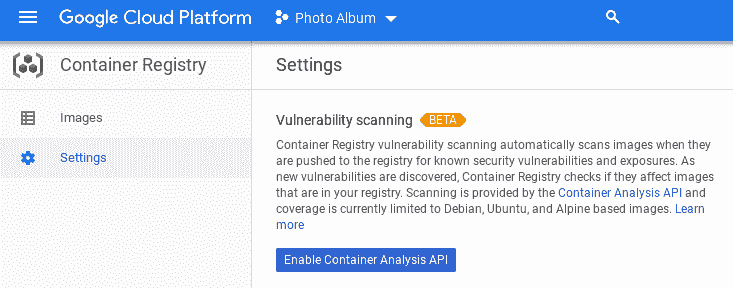 Google Cloud Platform
Photo Album
Container Registry
Settings
Images
Settings
Vulnerability scanning BETA
Container Registry vulnerability scanning automatically scans images when they
are pushed to the registry for known security vulnerabilities and exposures. As
new vulnerabilities are discovered, Container Registry checks if they affect images
that are in your registry. Scanning is provided by the Container Analysis API and
coverage is currently limited to Debian, Ubuntu, and Alpine based images. Learn
more
Enable Container Analysis API